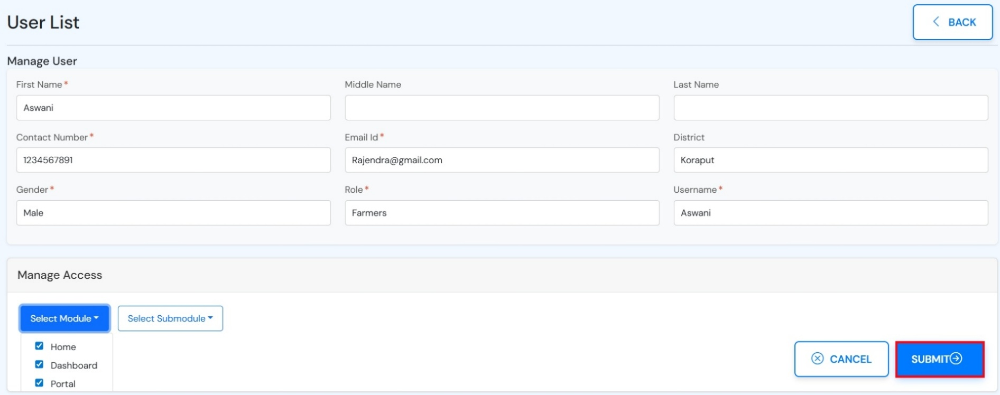 User List
BACK
Manage User
First Name*
Middle Name
Last Name
Aswani
Contact Number*
Email Id*
District
1234567891
Rajendra@gmail.com
Koraput
Gender*
Role*
Username*
Male
Farmers
Aswani
Manage Access
Select Module
Select Submodule
Home
Dashboard
Portal
CANCEL
SUBMIT